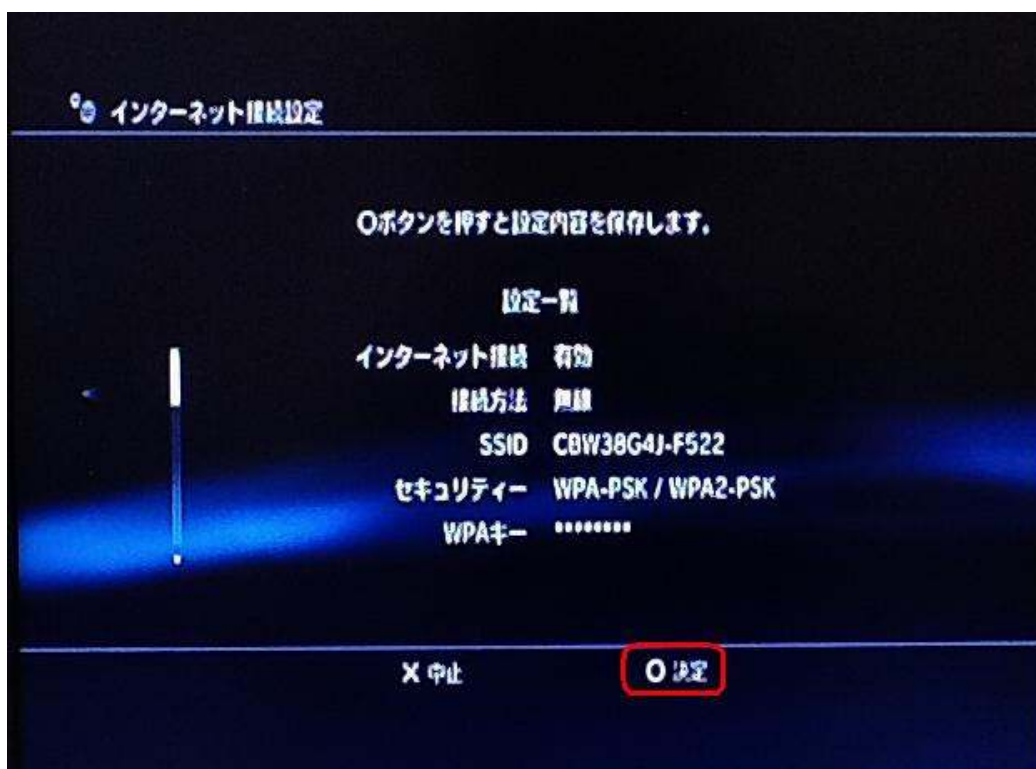 インターネット接続設定
○ボタンを押すと設定内容を保存します。
設定一覧
インターネット接続 有効
接続方法 無線
SSID CBW38G4J-F522
セキュリティー WPA-PSK / WPA2-PSK
WPAキー ********
× 中止 ○ 決定